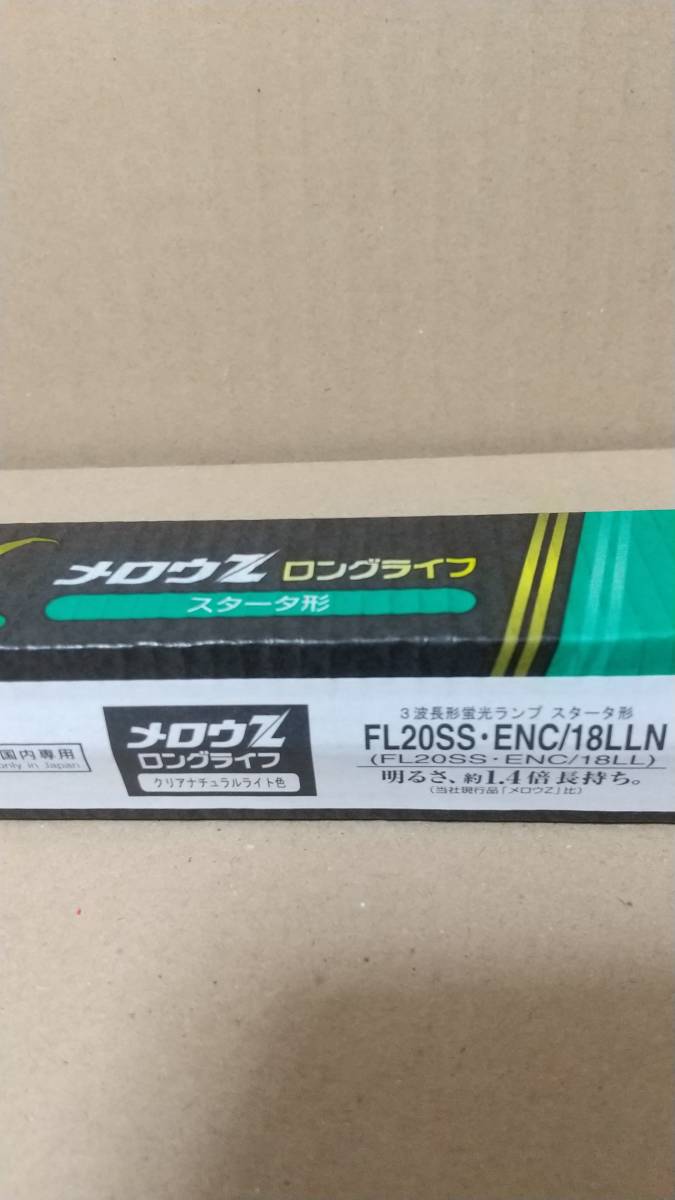 メロウZ ロングライフ
スタータ形
国内専用
only in Japan
メロウZ
ロングライフ
クリアナチュラルライト色
3波長形蛍光ランプ スタータ形
FL20SS・ENC/18LLN
(FL20SS・ENC/18LL)
明るさ、約1.4倍長持ち。
(当社現行品「メロウZ」比)